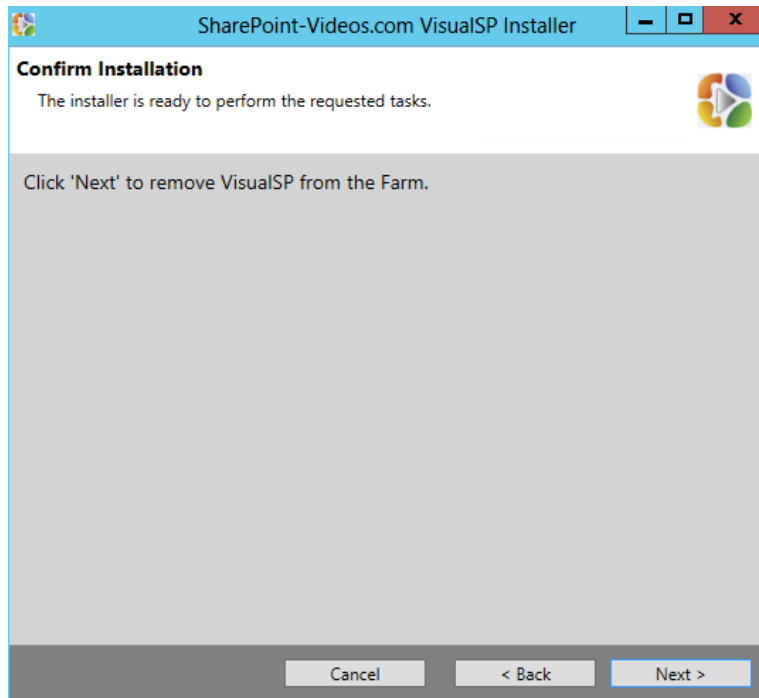 SharePoint-Videos.com VisualSP Installer
Confirm Installation
The installer is ready to perform the requested tasks.
Click 'Next' to remove VisualSP from the Farm.
Cancel
< Back
Next >